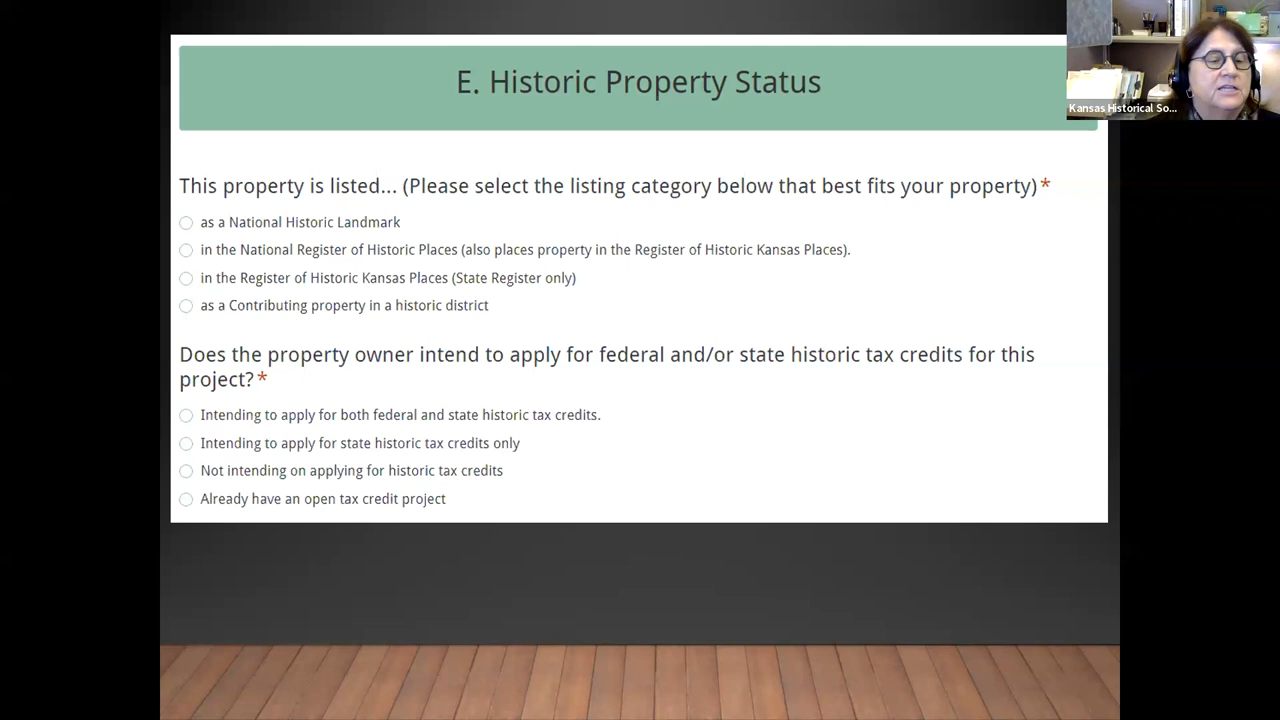 E. Historic Property Status
Kansas Historical So...
This property is listed... (Please select the listing category below that best fits your property)*
as a National Historic Landmark
in the National Register of Historic Places (also places property in the Register of Historic Kansas Places).
in the Register of Historic Kansas Places (State Register only)
as a Contributing property in a historic district
Does the property owner intend to apply for federal and/or state historic tax credits for this
project?*
Intending to apply for both federal and state historic tax credits.
Intending to apply for state historic tax credits only
Not intending on applying for historic tax credits
Already have an open tax credit project